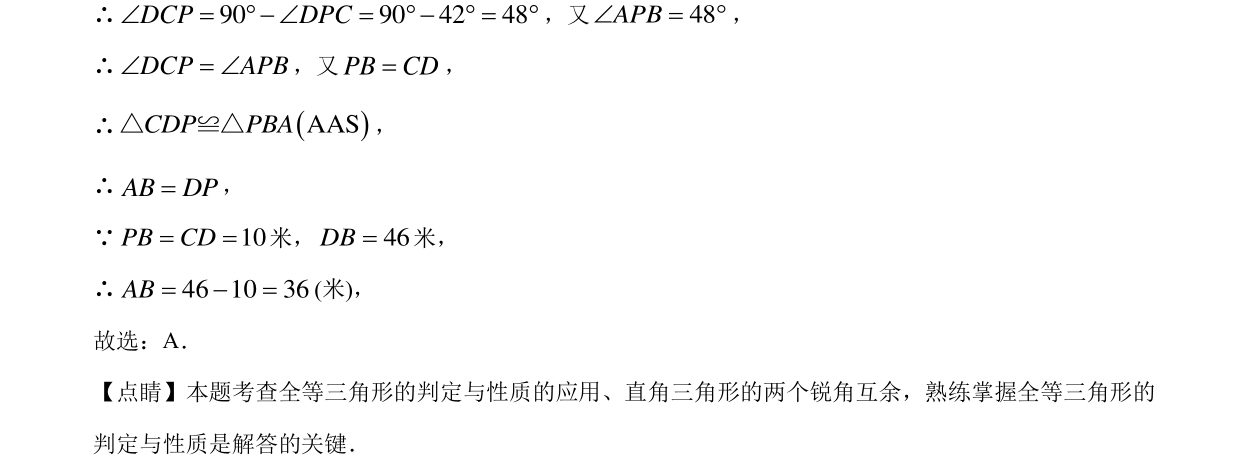 ∴ ∠DCP = 90° − ∠DPC = 90° − 42° = 48°，又 ∠APB = 48°，
∴ ∠DCP = ∠APB，又 PB = CD，
∴ △CDP≌△PBA(AAS)，
∴ AB = DP，
∵ PB = CD = 10米，DB = 46米，
∴ AB = 46 − 10 = 36 (米)，
故选：A．
【点睛】本题考查全等三角形的判定与性质的应用、直角三角形的两个锐角互余，熟练掌握全等三角形的
判定与性质是解答的关键．